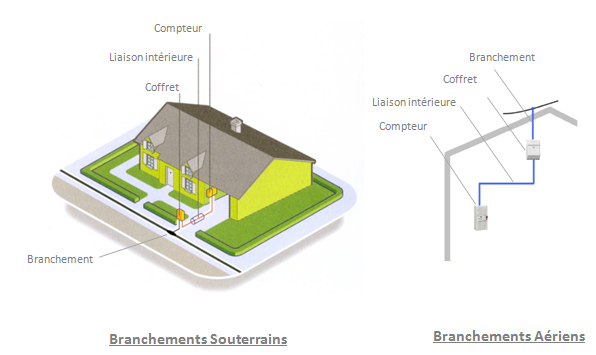 Compteur
Liaison intérieure
Coffret
Branchement
Branchements Souterrains
Branchement
Coffret
Liaison intérieure
Compteur
Branchements Aériens